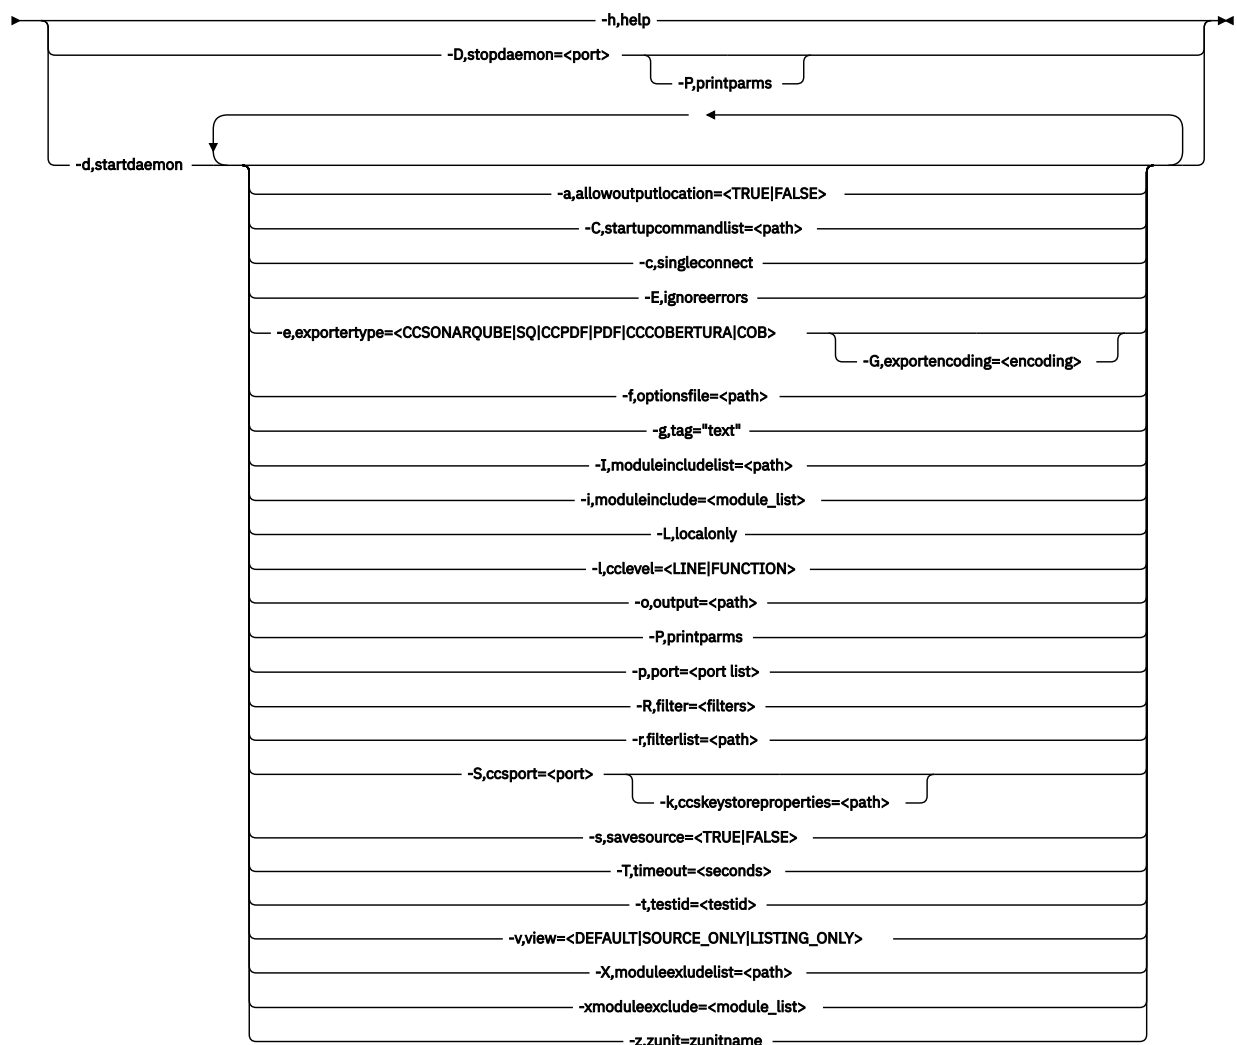 -h,help
-D,stopdaemon=<port>
-P,printparms
-d,startdaemon
-a,allowoutputlocation=<TRUE|FALSE>
-C,startupcommandlist=<path>
-c,singleconnect
-E,ignoreerrors
-e,exportertype=<CCSONARQUBE|SQ|CCPDF|PDF|CCCOBERTURA|COB>
-G,exportencoding=<encoding>
-f,optionsfile=<path>
-g,tag="text"
-I,moduleincludelist=<path>
-i,moduleinclude=<module_list>
-L,localonly
-l,cclevel=<LINE|FUNCTION>
-o,output=<path>
-P,printparms
-p,port=<port list>
-R,filter=<filters>
-r,filterlist=<path>
-S,ccsport=<port>
-k,ccskeystoreproperties=<path>
-s,savesource=<TRUE|FALSE>
-T,timeout=<seconds>
-t,testid=<testid>
-v,view=<DEFAULT|SOURCE_ONLY|LISTING_ONLY>
-X,moduleexludelist=<path>
-xmoduleexclude=<module_list>
-z,zunit=zunitname